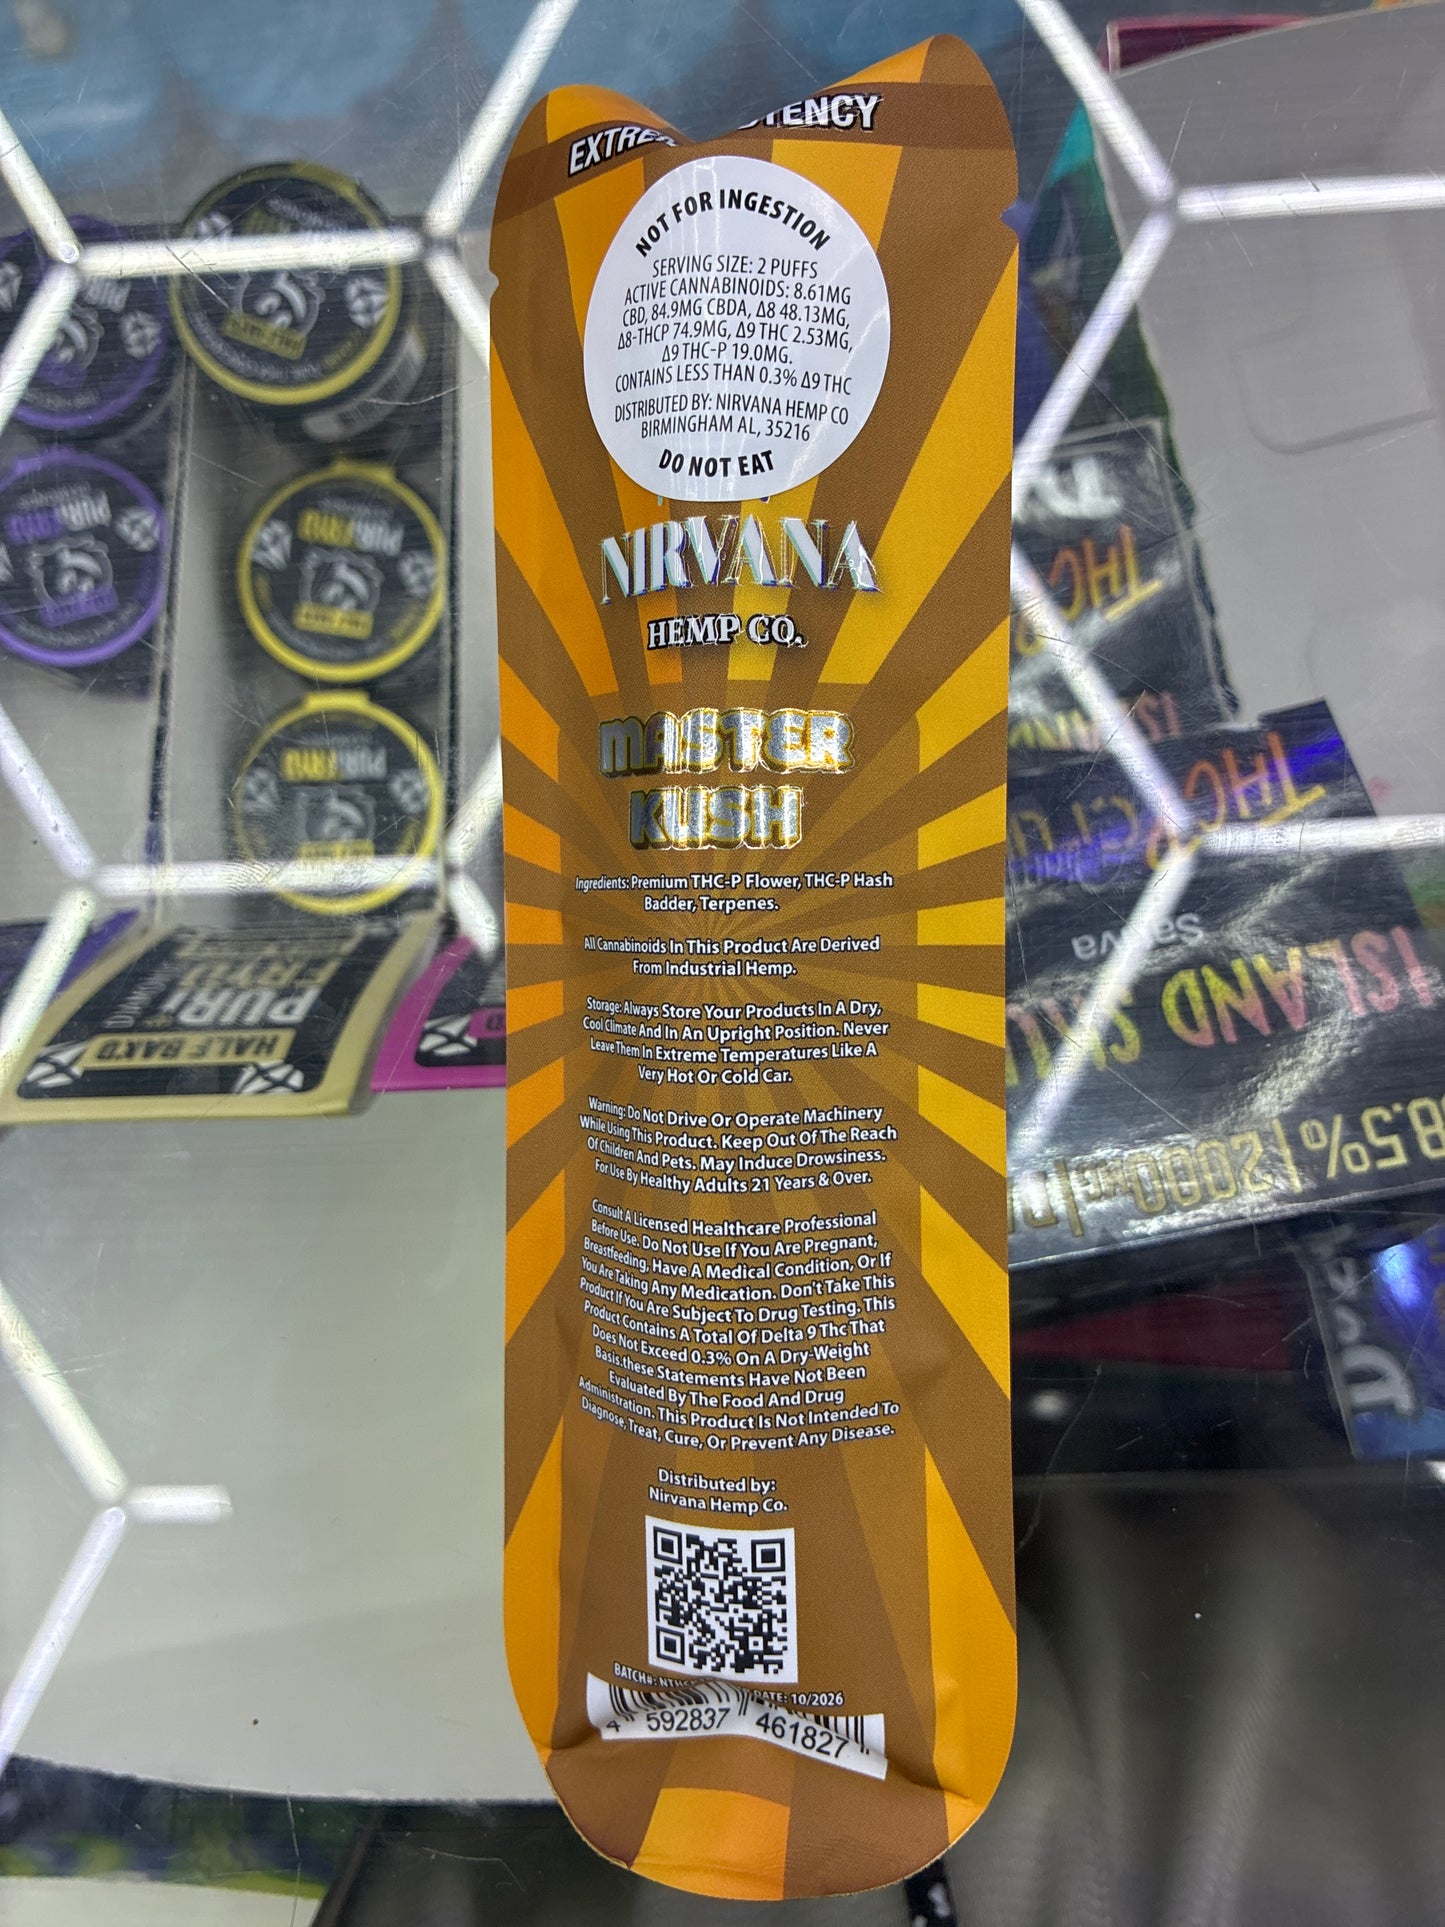 POTENCY
NOT FOR INGESTION
SERVING SIZE: 2 PUFFS
ACTIVE CANNABINOIDS: 8.61MG
CBD, 84.9MG CBDA, Δ8 48.13MG,
Δ8-THCP 74.9MG, Δ9 THC 2.53MG,
Δ9 THC-P 19.0MG.
CONTAINS LESS THAN 0.3% Δ9 THC
DISTRIBUTED BY: NIRVANA HEMP CO
BIRMINGHAM AL, 35216
DO NOT EAT
NIRVANA
HEMP CO.
MASTER
KUSH
Ingredients: Premium THC-P Flower, THC-P Hash
Badder, Terpenes.
All Cannabinoids In This Product Are Derived
From Industrial Hemp.
Storage: Always Store Your Products In A Dry,
Cool Climate And In An Upright Position. Never
Leave Them In Extreme Temperatures Like A
Very Hot Or Cold Car.
Warning: Do Not Drive Or Operate Machinery
While Using This Product. Keep Out Of The Reach
Of Children And Pets. May Induce Drowsiness.
For Use By Healthy Adults 21 Years & Over.
Consult A Licensed Healthcare Professional
Before Use. Do Not Use If You Are Pregnant,
Breastfeeding, Have A Medical Condition, Or If
You Are Taking Any Medication. Don't Take This
Product If You Are Subject To Drug Testing. This
Product Contains A Total Of Delta 9 Thc That
Does Not Exceed 0.3% On A Dry-Weight
Basis.these Statements Have Not Been
Evaluated By The Food And Drug
Administration. This Product Is Not Intended To
Diagnose, Treat, Cure, Or Prevent Any Disease.
Distributed by:
Nirvana Hemp Co.
BATCH#: DATE: 10/2026
4 592837 461827
PURI
FRYD
HALF BAK'D
THC
THC
ISLAND
Sativa
8.5% | 2000MG |